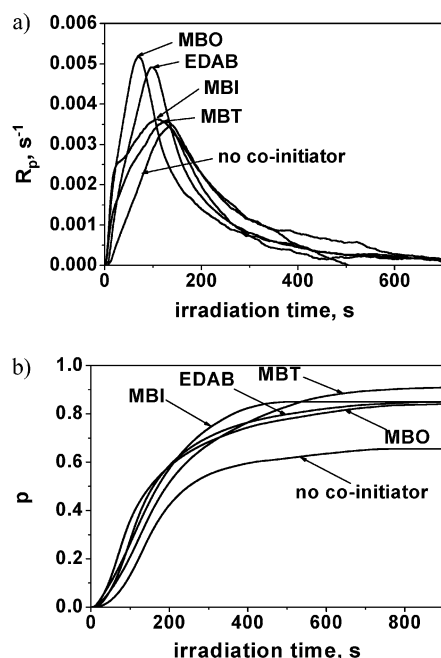 a)
0.006
0.005
0.004
0.003
0.002
0.001
0.000
Rp, s-1
MBO
EDAB
MBI
MBT
no co-initiator
0
200
400
600
irradiation time, s
b)
1.0
0.8
0.6
0.4
0.2
0.0
p
MBI
EDAB
MBT
MBO
no co-initiator
0
200
400
600
800
irradiation time, s